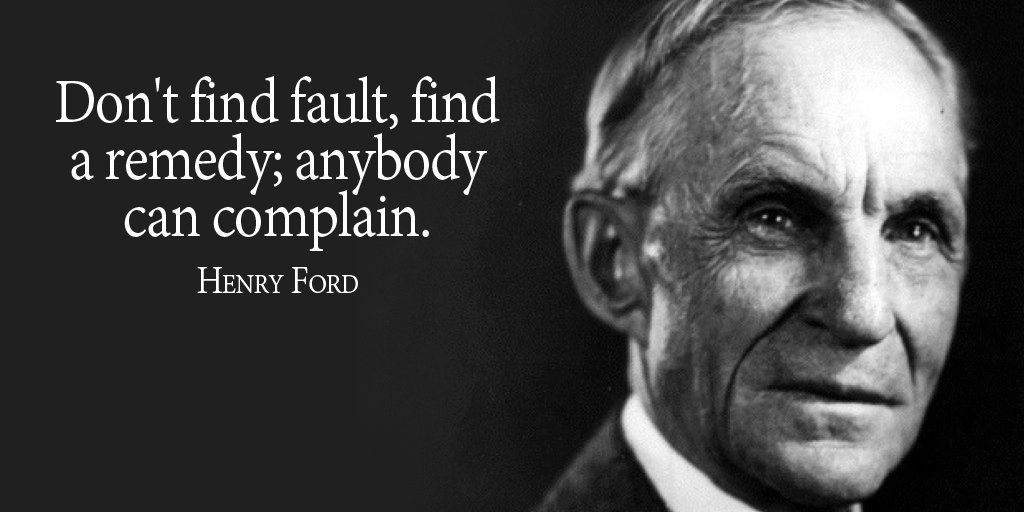 Don't find fault, find
a remedy; anybody
can complain.
Henry Ford